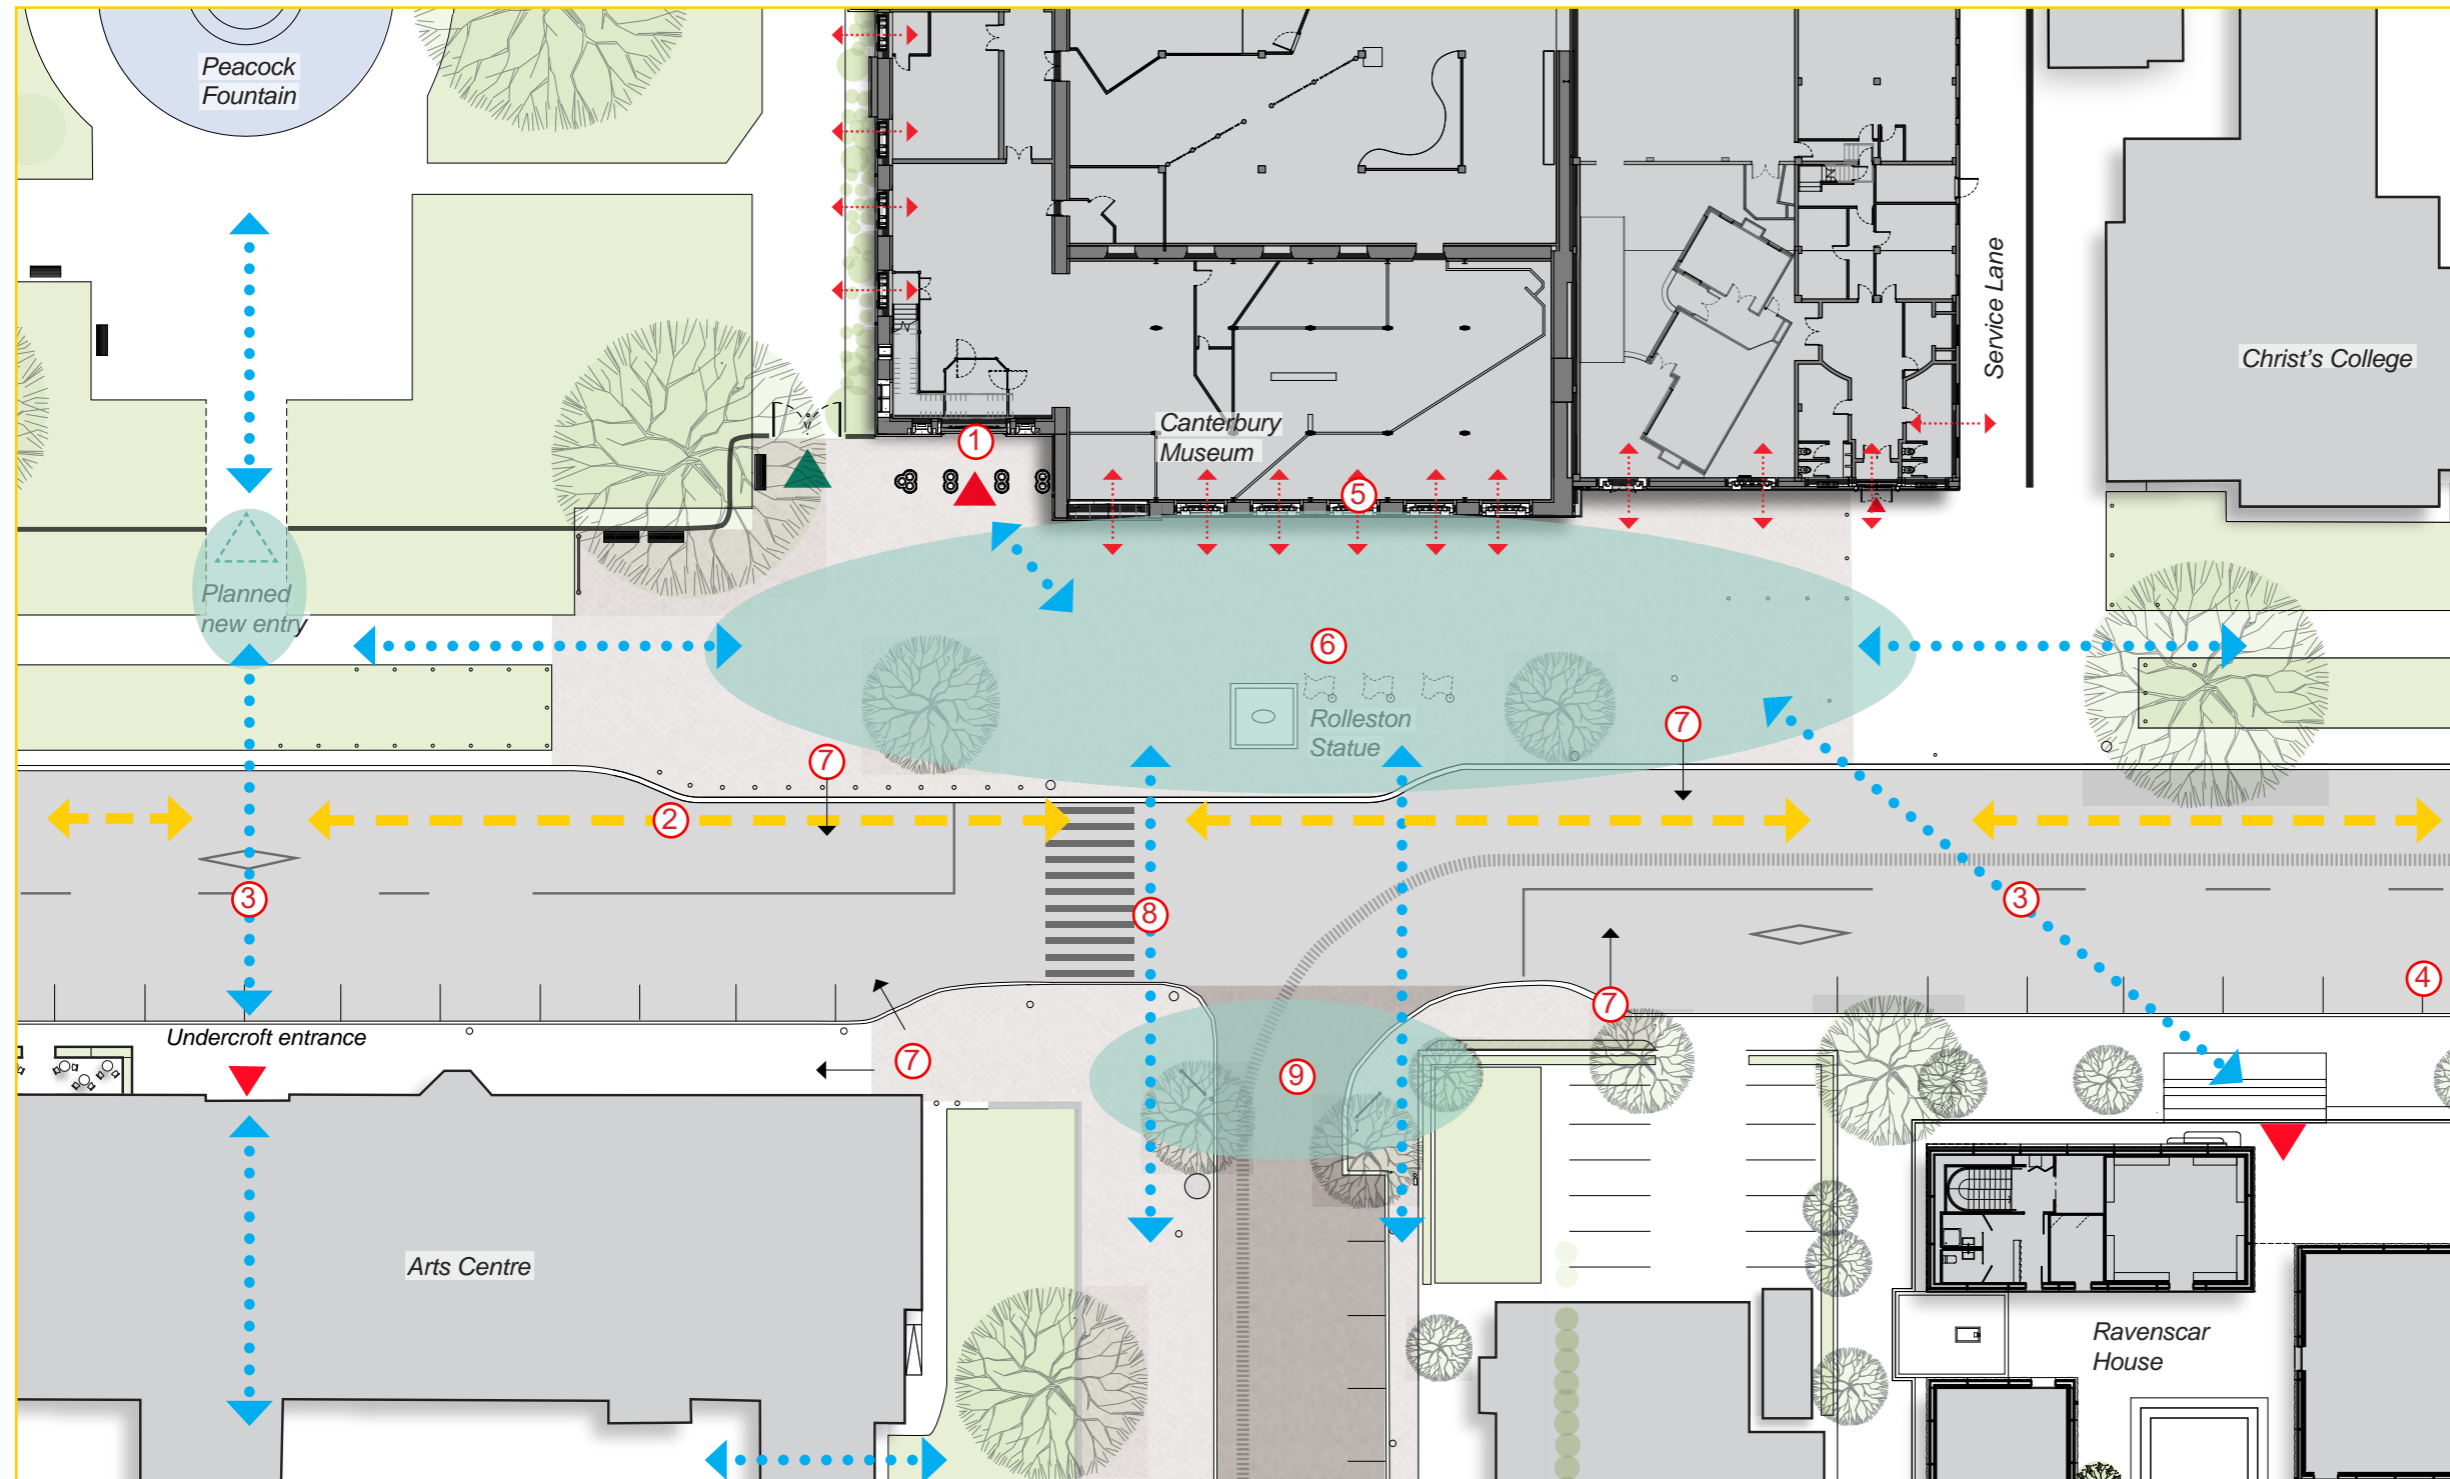 Peacock
Fountain
Service Lane
Christ's College
Canterbury
Museum
1
5
Planned
new entry
6
Rolleston
Statue
7
7
2
3
8
3
4
7
7
Undercroft entrance
9
Arts Centre
Ravenscar
House